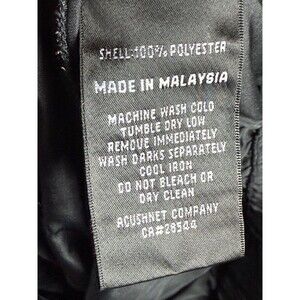 SHELL:100% POLYESTER
MADE IN MALAYSIA
MACHINE WASH COLD
TUMBLE DRY LOW
REMOVE IMMEDIATELY
WASH DARKS SEPARATELY
COOL IRON
DO NOT BLEACH OR
DRY CLEAN
ACUSHNET COMPANY
CA#28544